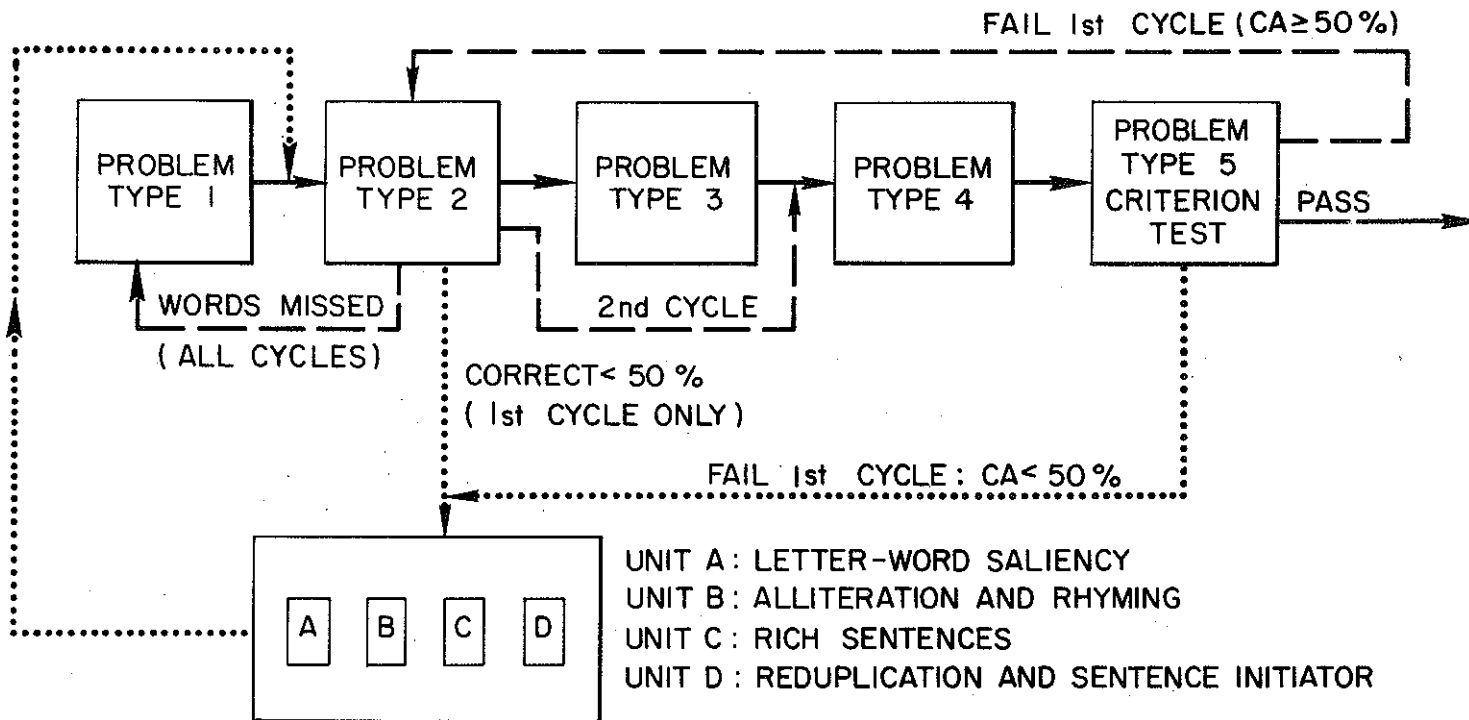 FAIL 1st CYCLE (CA ≥ 50%)
PROBLEM
TYPE 1
PROBLEM
TYPE 2
PROBLEM
TYPE 3
PROBLEM
TYPE 4
PROBLEM
TYPE 5
CRITERION
TEST
PASS
WORDS MISSED
(ALL CYCLES)
2nd CYCLE
CORRECT < 50%
(1st CYCLE ONLY)
FAIL 1st CYCLE: CA < 50%
A B C D
UNIT A: LETTER-WORD SALIENCY
UNIT B: ALLITERATION AND RHYMING
UNIT C: RICH SENTENCES
UNIT D: REDUPLICATION AND SENTENCE INITIATOR